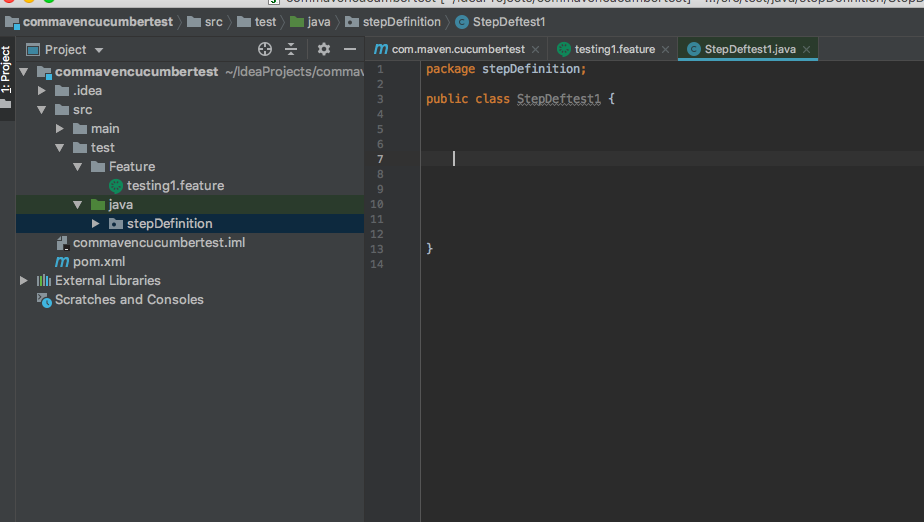 commavencucumbertest src test java stepDefinition StepDeftest1
1: Project
Project
com.maven.cucumbertest testing1.feature StepDeftest1.java
commavencucumbertest ~/IdeaProjects/commav
.idea
src
main
test
Feature
testing1.feature
java
stepDefinition
commavencucumbertest.iml
pom.xml
External Libraries
Scratches and Consoles
1 package stepDefinition;
2
3 public class StepDeftest1 {
4
5
6
7
8
9
10
11
12
13 }
14